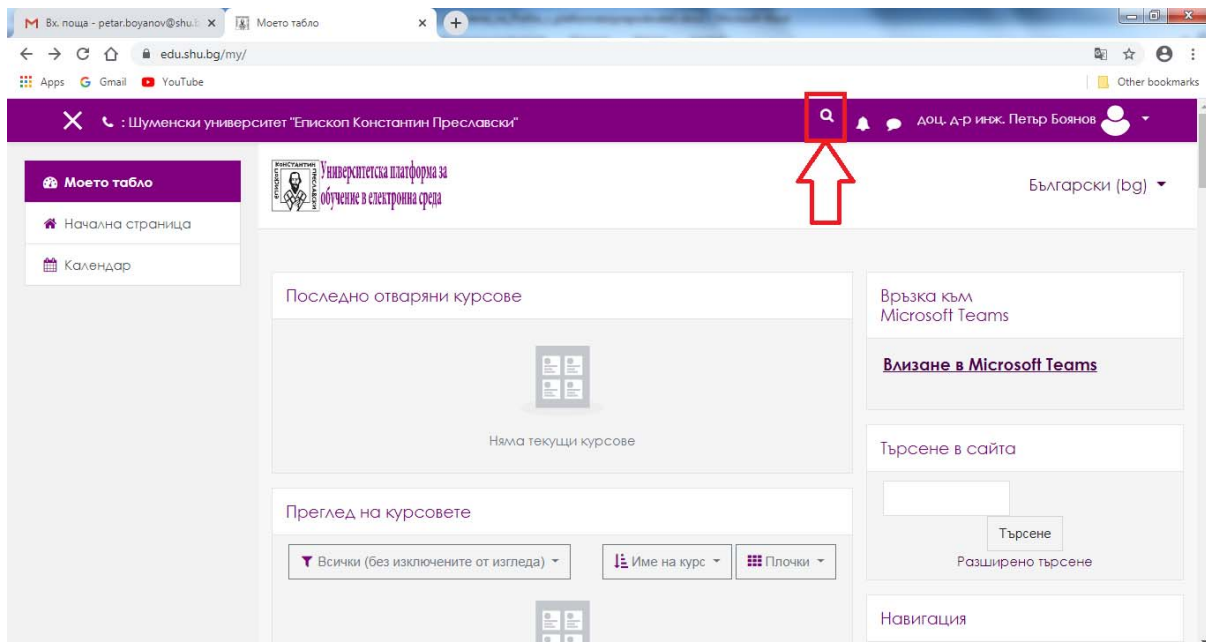 Вх. поща - petar.boyanov@shu.b
Моето табло
edu.shu.bg/my/
Apps
Gmail
YouTube
Other bookmarks
: Шуменски университет "Епископ Константин Преславски"
доц. д-р инж. Петър Боянов
Моето табло
Начална страница
Календар
Университетска платформа за
обучение в електронна среда
Български (bg)
Последно отваряни курсове
Няма текущи курсове
Преглед на курсовете
Всички (без изключените от изгледа)
Име на курс
Плочки
Връзка към
Microsoft Teams
Влизане в Microsoft Teams
Търсене в сайта
Търсене
Разширено търсене
Навигация